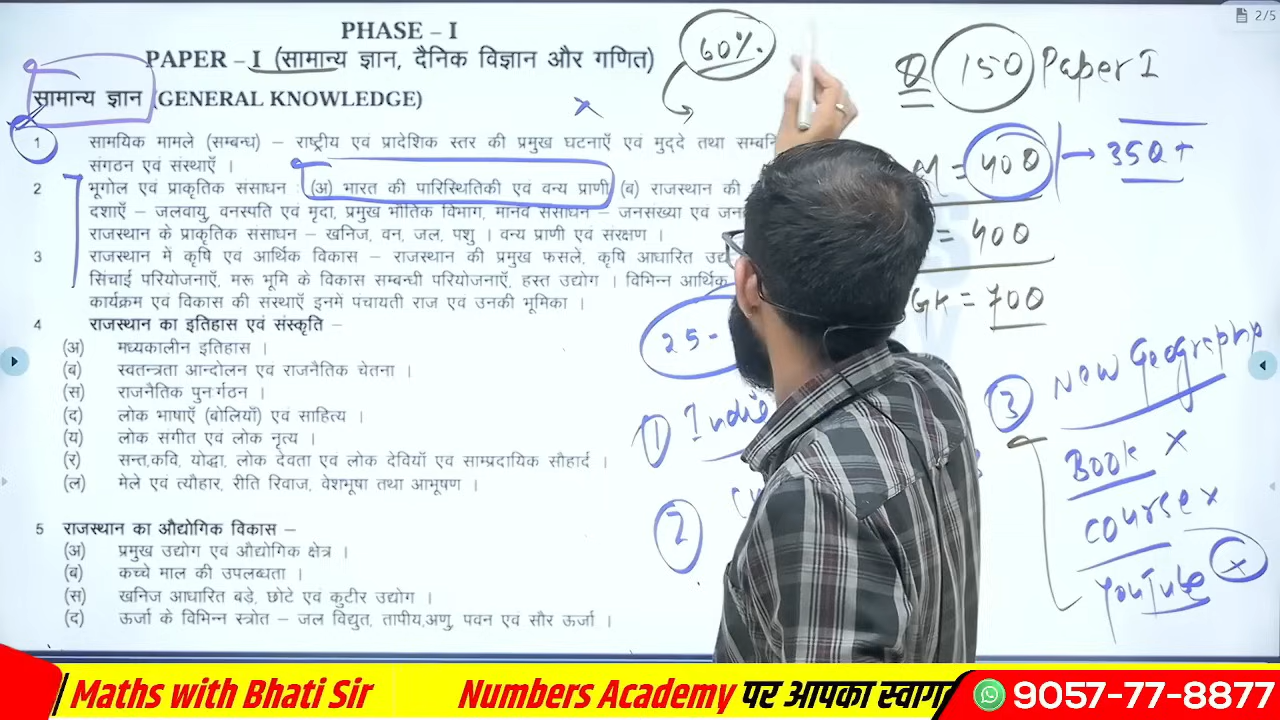 2/5
PHASE – I
PAPER – I (सामान्य ज्ञान, दैनिक विज्ञान और गणित)
सामान्य ज्ञान (GENERAL KNOWLEDGE)
1 सामयिक मामले (सम्बन्ध) – राष्ट्रीय एवं प्रादेशिक स्तर की प्रमुख घटनाएँ एवं मुद्दे तथा सम्बनि
संगठन एवं संस्थाएँ ।
2 भूगोल एवं प्राकृतिक संसाधन : (अ) भारत की पारिस्थितिकी एवं वन्य प्राणी (ब) राजस्थान की
दशाएँ – जलवायु, वनस्पति एवं मृदा, प्रमुख भौतिक विभाग, मानव संसाधन – जनसंख्या एवं जन
राजस्थान के प्राकृतिक संसाधन – खनिज, वन, जल, पशु । वन्य प्राणी एवं संरक्षण ।
3 राजस्थान में कृषि एवं आर्थिक विकास – राजस्थान की प्रमुख फसले, कृषि आधारित उद्य
सिंचाई परियोजनाएँ, मरू भूमि के विकास सम्बन्धी परियोजनाएँ, हस्त उद्योग । विभिन्न आर्थिक
कार्यक्रम एवं विकास की संस्थाएँ इनमें पंचायती राज एवं उनकी भूमिका ।
4 राजस्थान का इतिहास एवं संस्कृति –
(अ) मध्यकालीन इतिहास ।
(ब) स्वतन्त्रता आन्दोलन एवं राजनैतिक चेतना ।
(स) राजनैतिक पुनर्गठन ।
(द) लोक भाषाएँ (बोलियाँ) एवं साहित्य ।
(य) लोक संगीत एवं लोक नृत्य ।
(र) सन्त,कवि, योद्धा, लोक देवता एवं लोक देवियाँ एवं साम्प्रदायिक सौहार्द ।
(ल) मेले एवं त्यौहार, रीति रिवाज, वेशभूषा तथा आभूषण ।
5 राजस्थान का औद्योगिक विकास –
(अ) प्रमुख उद्योग एवं औद्योगिक क्षेत्र ।
(ब) कच्चे माल की उपलब्धता ।
(स) खनिज आधारित बडे, छोटे एवं कुटीर उद्योग ।
(द) ऊर्जा के विभिन्न स्त्रोत – जल विद्युत, तापीय,अणु, पवन एवं सौर ऊर्जा ।
60%
Q 150 Paper I
M = 400 → 350+
= 400
GK = 700
25-
① Indi
②
③ New Geography
Book ×
Course ×
YouTube ×
Maths with Bhati Sir Numbers Academy पर आपका स्वाग 9057-77-8877